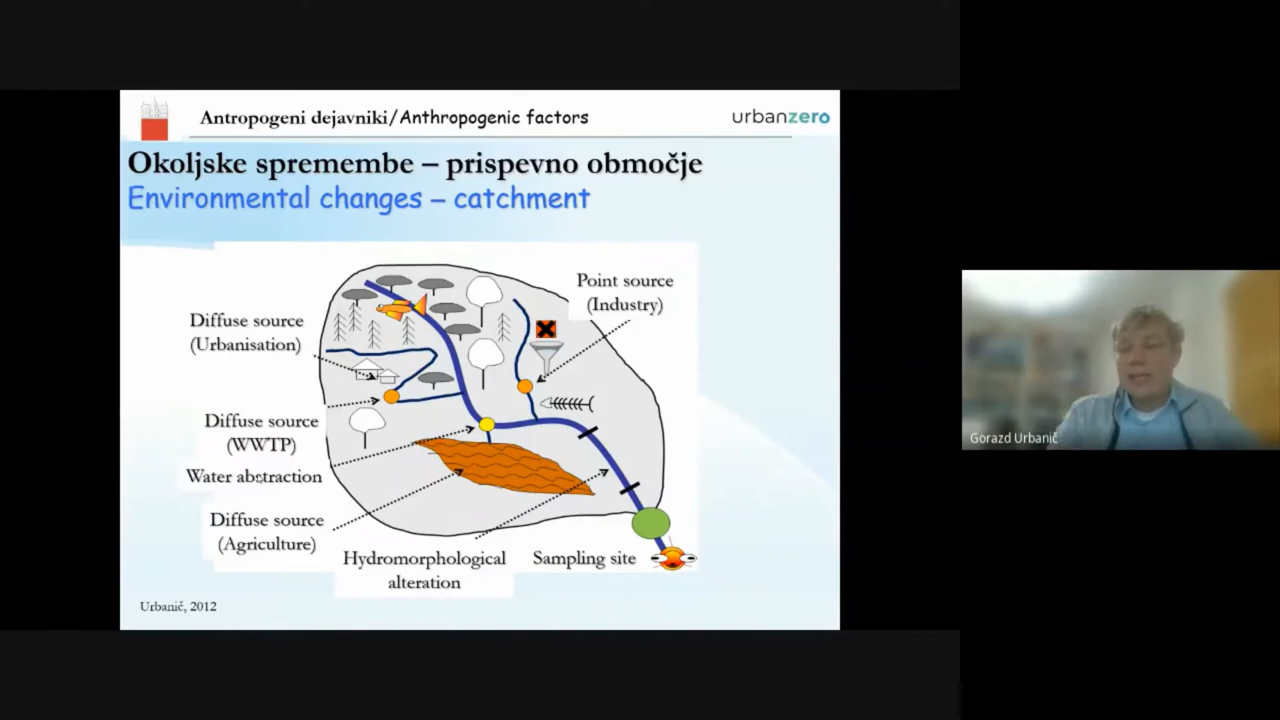 Antropogeni dejavniki/Anthropogenic factors
urbanzero
Okoljske spremembe – prispevno območje
Environmental changes – catchment
Point source
(Industry)
Diffuse source
(Urbanisation)
Diffuse source
(WWTP)
Water abstraction
Diffuse source
(Agriculture)
Hydromorphological
alteration
Sampling site
Urbanič, 2012
Gorazd Urbanič